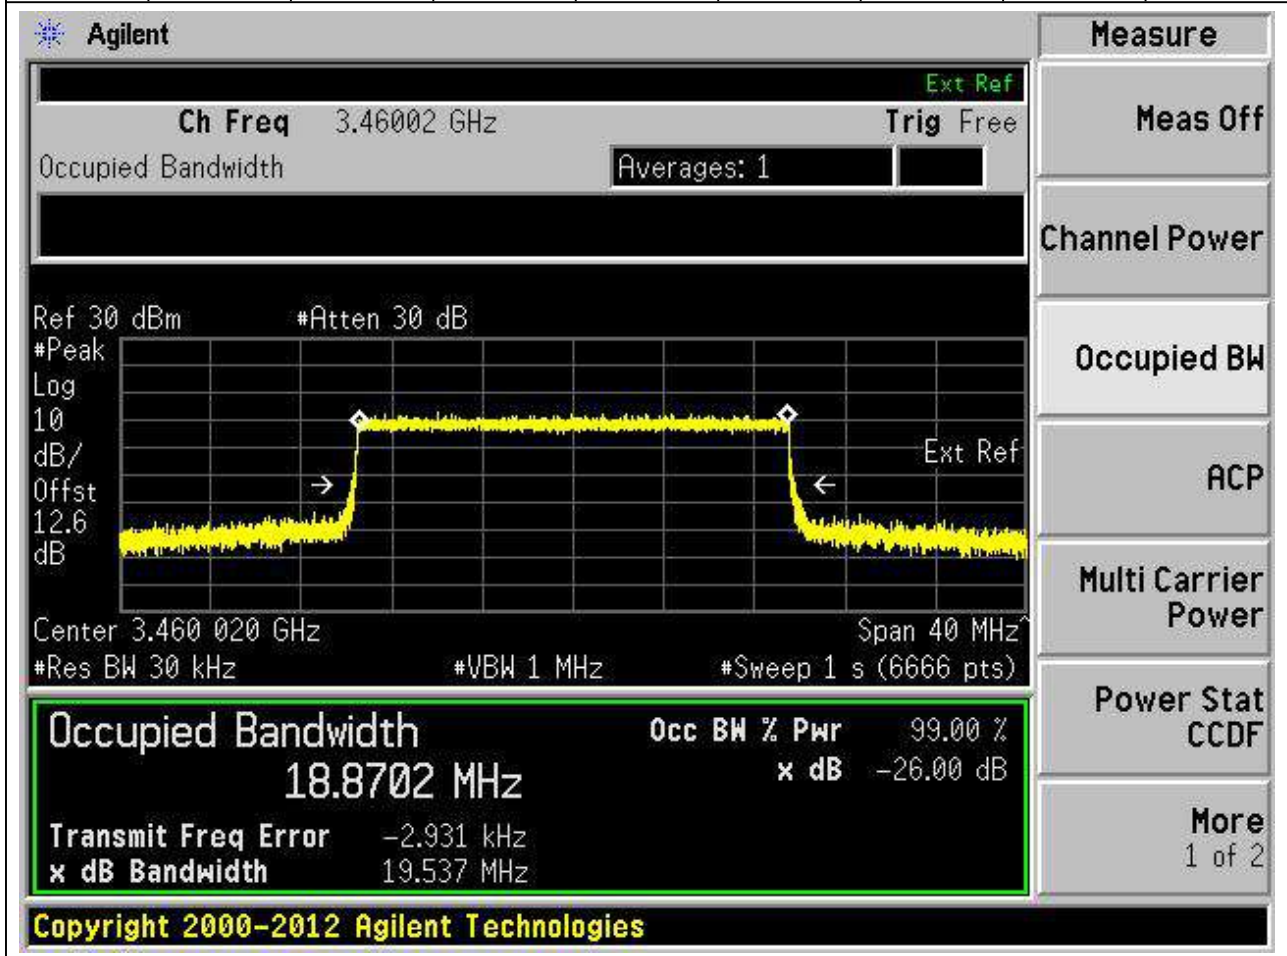 Agilent
Measure
Ext Ref
Ch Freq 3.46002 GHz Trig Free
Meas Off
Occupied Bandwidth Averages: 1
Channel Power
Ref 30 dBm #Atten 30 dB
#Peak
Log
10
dB/
Offst
12.6
dB
Ext Ref
Occupied BW
ACP
Center 3.460 020 GHz Span 40 MHz^
#Res BW 30 kHz #VBW 1 MHz #Sweep 1 s (6666 pts)
Multi Carrier
Power
Occupied Bandwidth Occ BW % Pwr 99.00 %
18.8702 MHz x dB -26.00 dB
Transmit Freq Error -2.931 kHz
x dB Bandwidth 19.537 MHz
Power Stat
CCDF
More
1 of 2
Copyright 2000-2012 Agilent Technologies